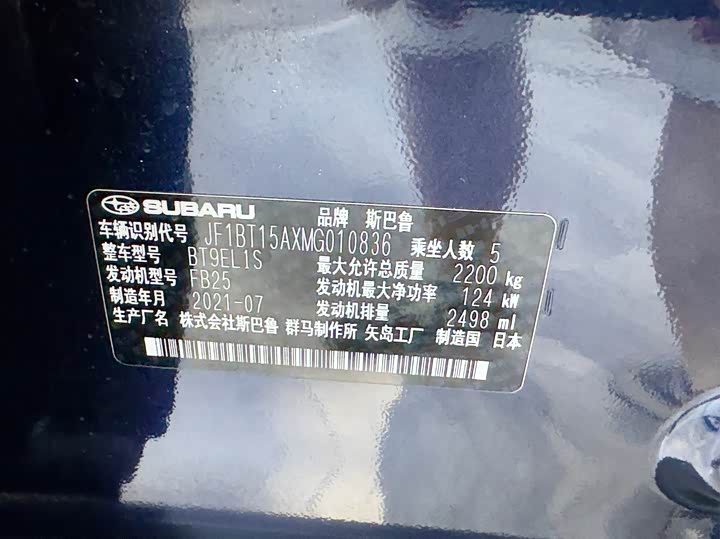 SUBARU 品牌 斯巴鲁
车辆识别代号 JF1BT15AXMG010836 乘坐人数 5
整车型号 BT9EL1S 最大允许总质量 2200 kg
发动机型号 FB25 发动机最大净功率 124 kW
制造年月 2021-07 发动机排量 2498 ml
生产厂名 株式会社斯巴鲁 群马制作所 矢岛工厂 制造国 日本